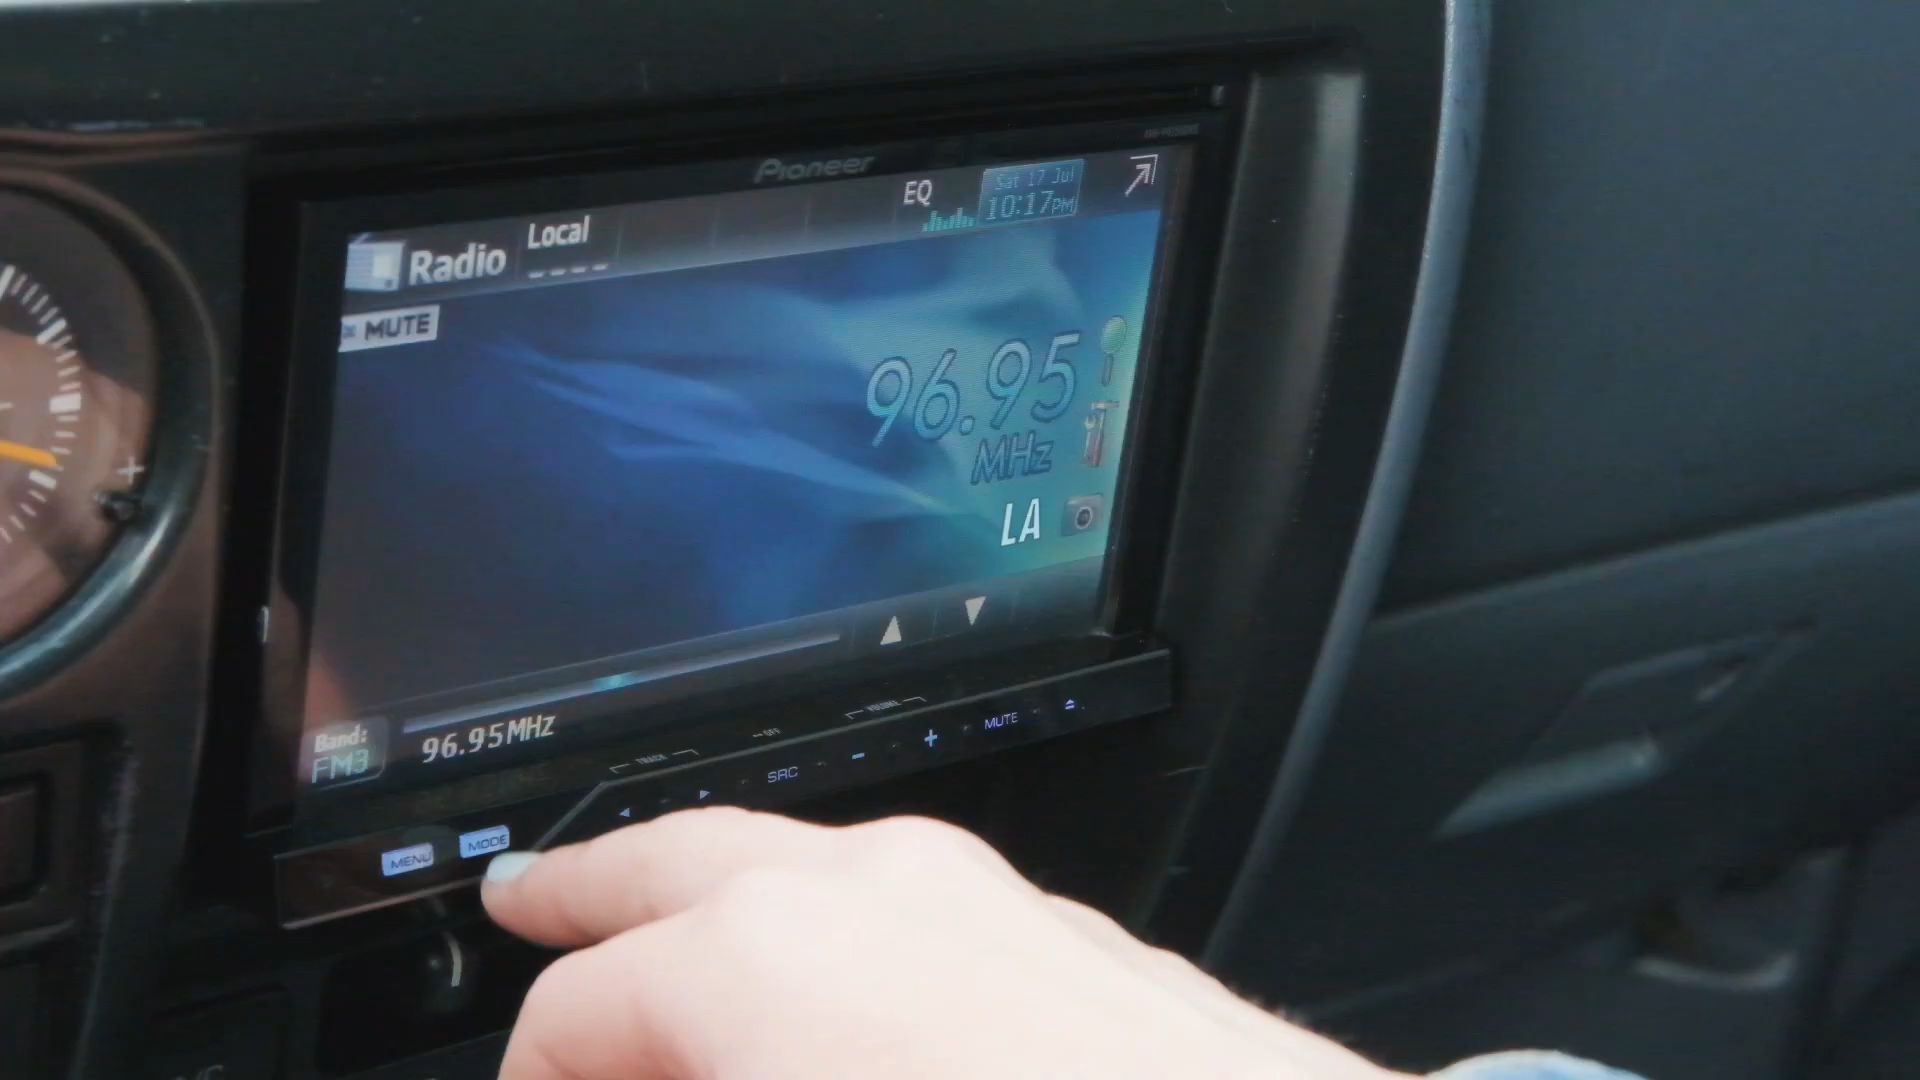 Pioneer
EQ
Sat 17 Jul
10:17PM
Radio
Local
MUTE
96.95
MHz
LA
Band:
FM3
96.95MHz
TRACK
OFF
VOLUME
MENU
MODE
SRC
MUTE